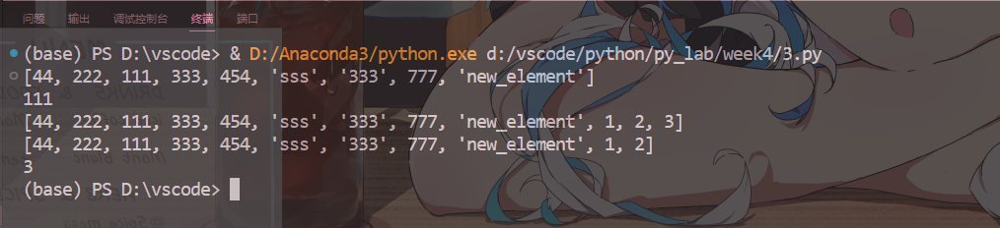 问题 输出 调试控制台 终端 端口
(base) PS D:\vscode> & D:/Anaconda3/python.exe d:/vscode/python/py_lab/week4/3.py
[44, 222, 111, 333, 454, 'sss', '333', 777, 'new_element']
111
[44, 222, 111, 333, 454, 'sss', '333', 777, 'new_element', 1, 2, 3]
[44, 222, 111, 333, 454, 'sss', '333', 777, 'new_element', 1, 2]
3
(base) PS D:\vscode>